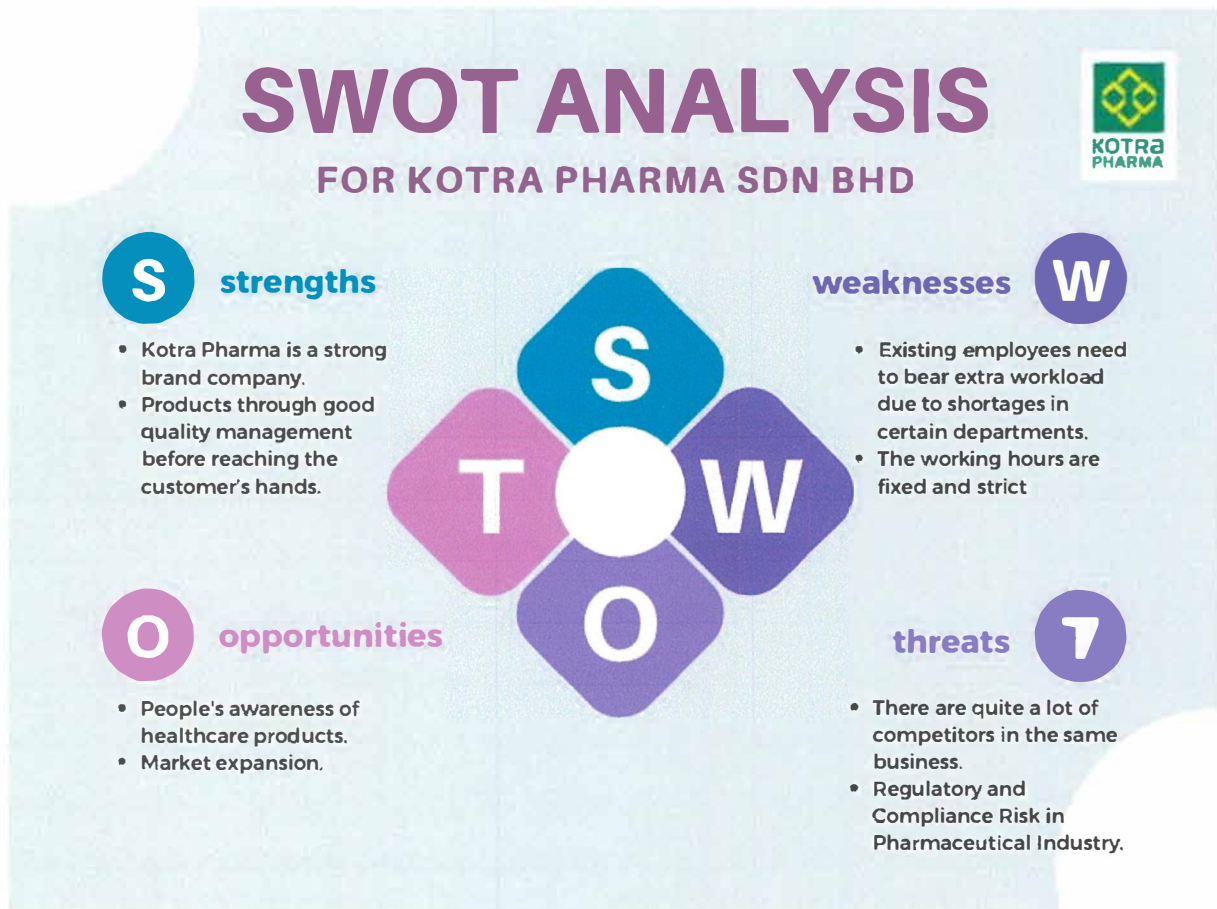 SWOT ANALYSIS
FOR KOTRA PHARMA SDN BHD
KOTRa
PHARMA
S
strengths
• Kotra Pharma is a strong
brand company.
• Products through good
quality management
before reaching the
customer's hands.
weaknesses
W
• Existing employees need
to bear extra workload
due to shortages in
certain departments.
• The working hours are
fixed and strict
S
T
W
O
O
opportunities
• People's awareness of
healthcare products.
• Market expansion.
threats
T
• There are quite a lot of
competitors in the same
business.
• Regulatory and
Compliance Risk in
Pharmaceutical Industry.